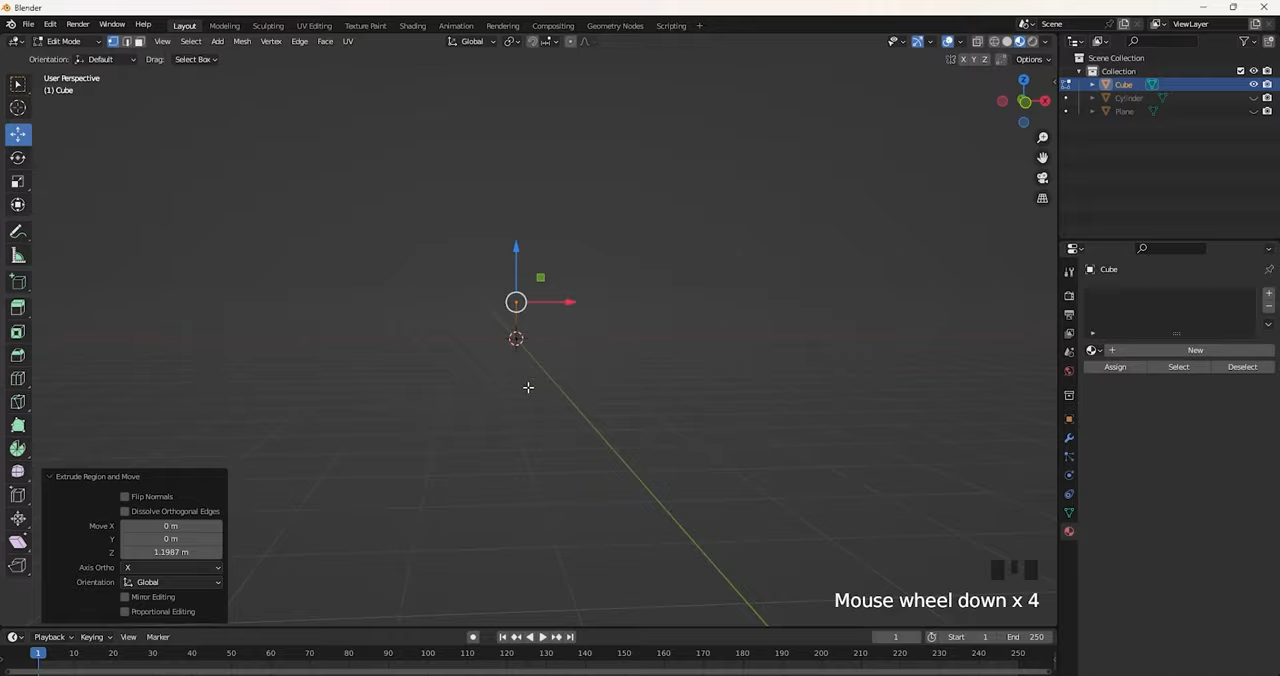 Blender
File Edit Render Window Help Layout Modeling Sculpting UV Editing Texture Paint Shading Animation Rendering Compositing Geometry Nodes Scripting + Scene ViewLayer
Edit Mode View Select Add Mesh Vertex Edge Face UV Global
Orientation: Default Drag: Select Box X Y Z Options
User Perspective
(1) Cube
Z
X
Scene Collection
Collection
Cube
Cylinder
Plane
Cube
+ New
Assign Select Deselect
Extrude Region and Move
Flip Normals
Dissolve Orthogonal Edges
Move X 0 m
Y 0 m
Z 1.1987 m
Axis Ortho X
Orientation Global
Mirror Editing
Proportional Editing
Mouse wheel down x 4
Playback Keying View Marker 1 Start 1 End 250
1 10 20 30 40 50 60 70 80 90 100 110 120 130 140 150 160 170 180 190 200 210 220 230 240 250